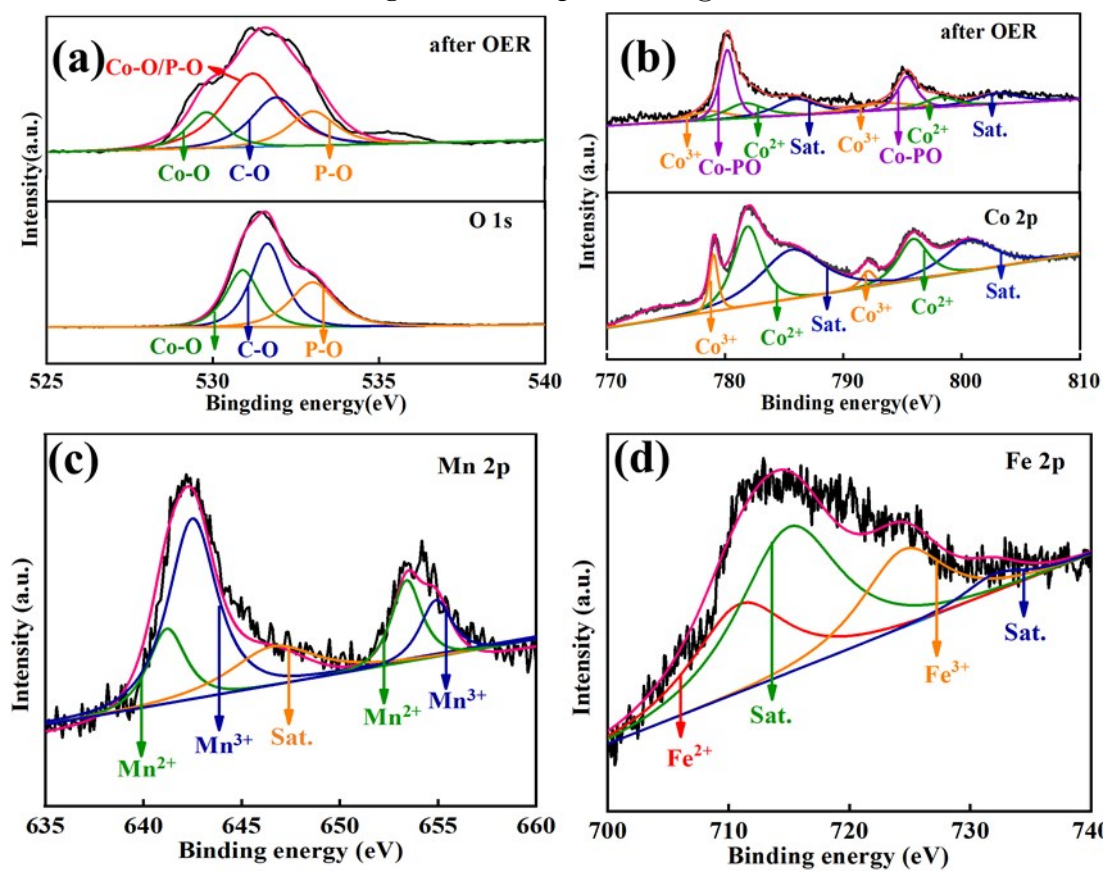 (a)
after OER
Co-O/P-O
Co-O
C-O
P-O
O 1s
Co-O
C-O
P-O
Intensity(a.u.)
525 530 535 540
Bingding energy(eV)
(b)
after OER
Co3+
Co-PO
Co2+
Sat.
Co3+
Co-PO
Co2+
Sat.
Co 2p
Co3+
Co2+
Sat.
Co3+
Co2+
Sat.
Intensity (a.u.)
770 780 790 800 810
Binding energy(eV)
(c)
Mn 2p
Mn2+
Mn3+
Sat.
Mn2+
Mn3+
Intensity (a.u.)
635 640 645 650 655 660
Binding energy (eV)
(d)
Fe 2p
Fe2+
Sat.
Fe3+
Sat.
Intensity (a.u.)
700 710 720 730 740
Binding energy (eV)